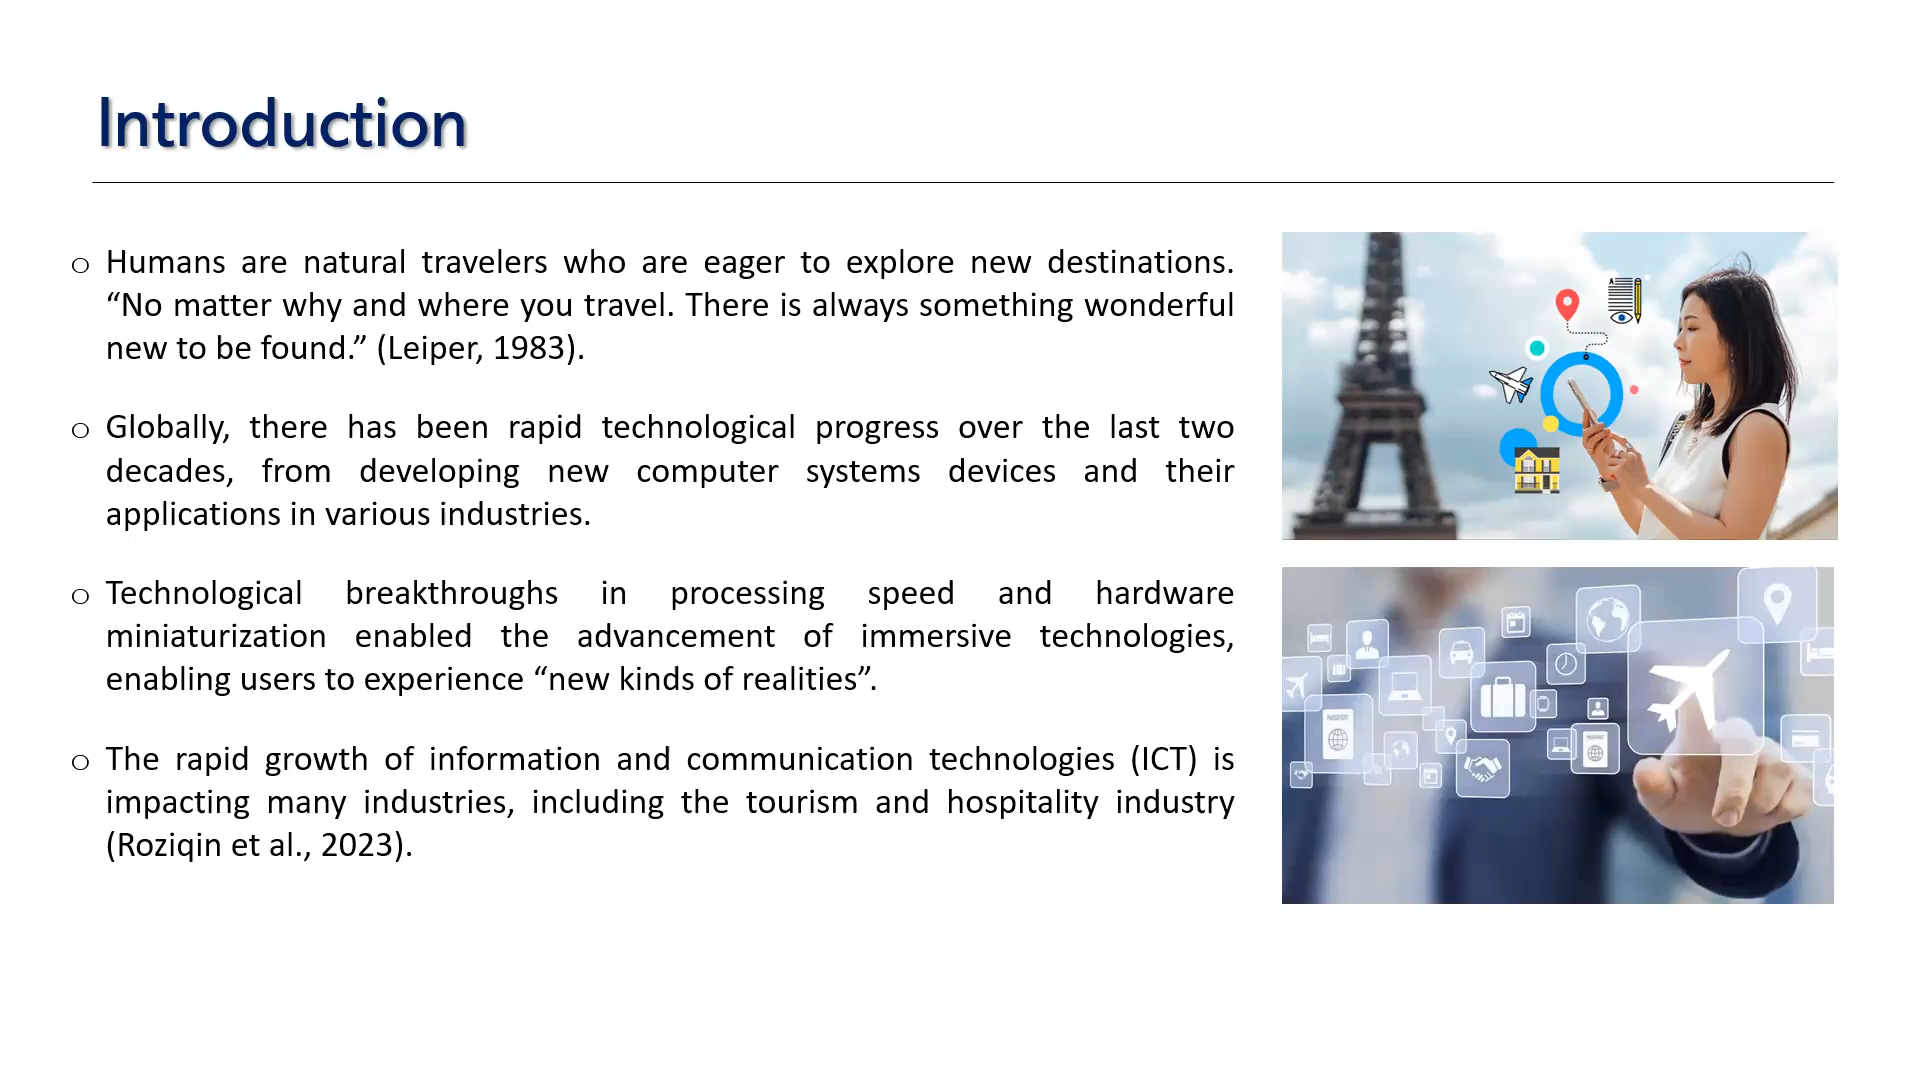 Introduction
o Humans are natural travelers who are eager to explore new destinations.
“No matter why and where you travel. There is always something wonderful
new to be found.” (Leiper, 1983).
o Globally, there has been rapid technological progress over the last two
decades, from developing new computer systems devices and their
applications in various industries.
o Technological breakthroughs in processing speed and hardware
miniaturization enabled the advancement of immersive technologies,
enabling users to experience “new kinds of realities”.
o The rapid growth of information and communication technologies (ICT) is
impacting many industries, including the tourism and hospitality industry
(Roziqin et al., 2023).
A
PASSPORT
PASSPORT